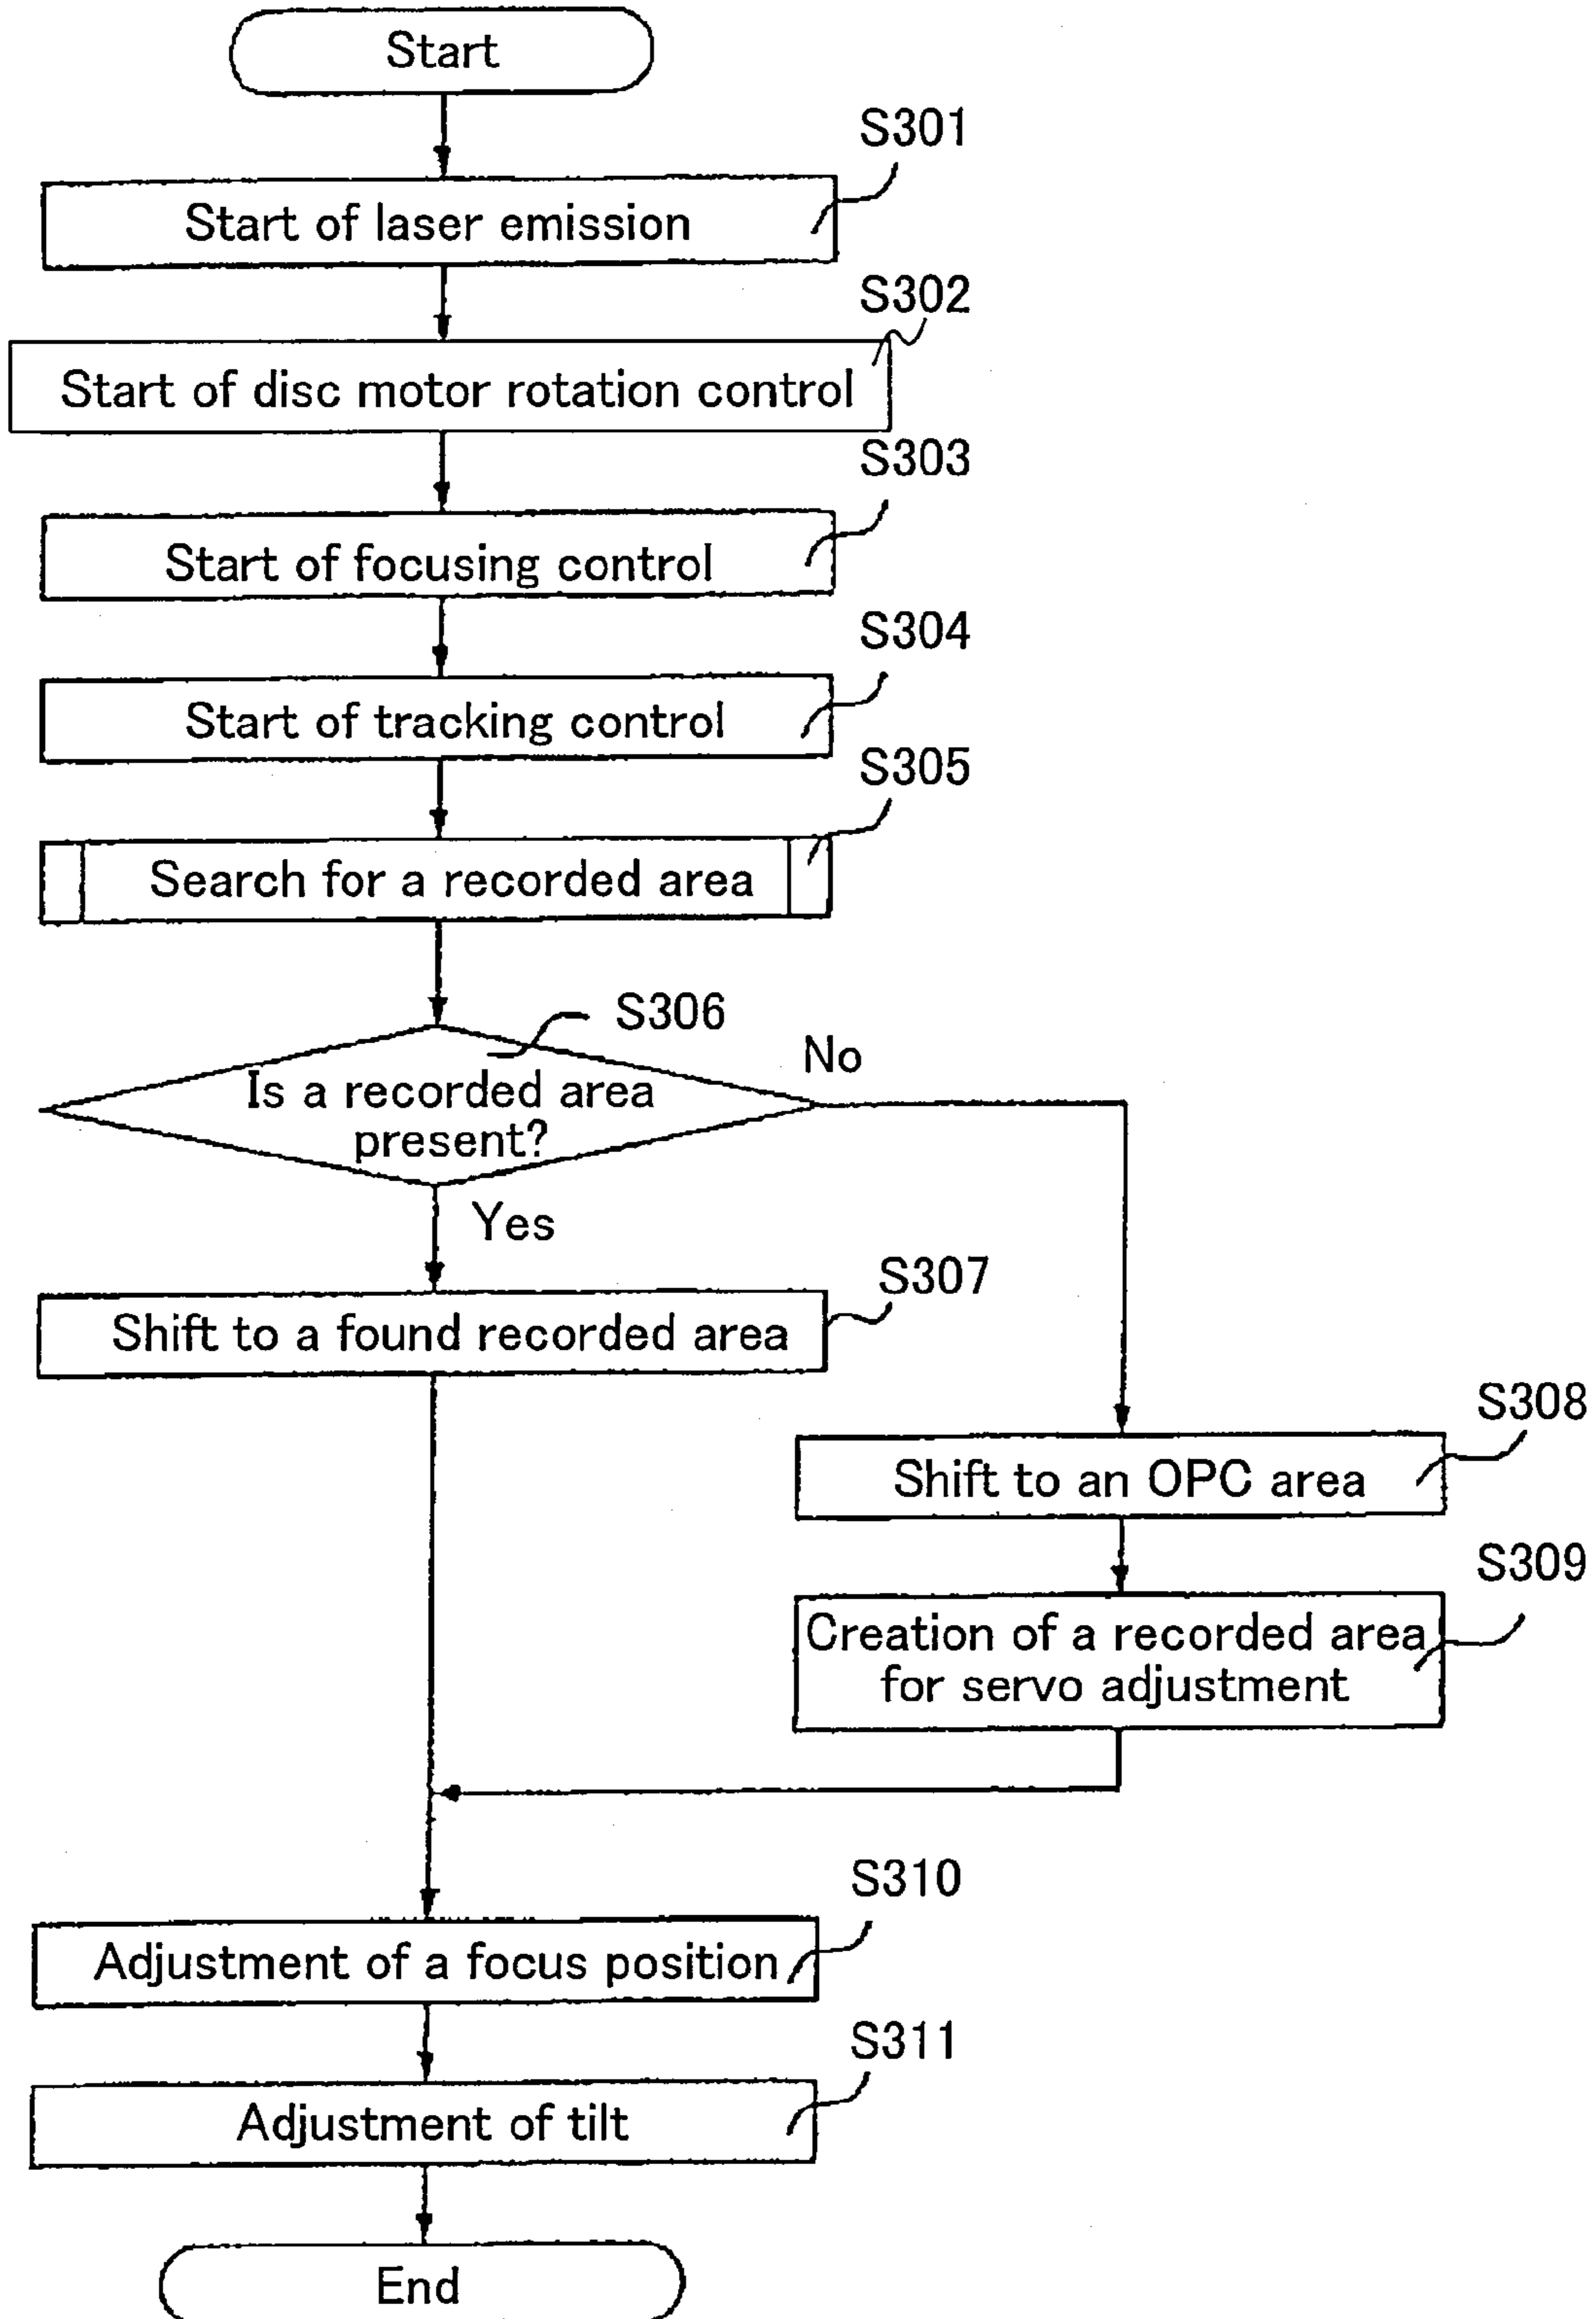 Start
S301
Start of laser emission
S302
Start of disc motor rotation control
S303
Start of focusing control
S304
Start of tracking control
S305
Search for a recorded area
S306
No
Is a recorded area
present?
Yes
S307
Shift to a found recorded area
S308
Shift to an OPC area
S309
Creation of a recorded area
for servo adjustment
S310
Adjustment of a focus position
S311
Adjustment of tilt
End